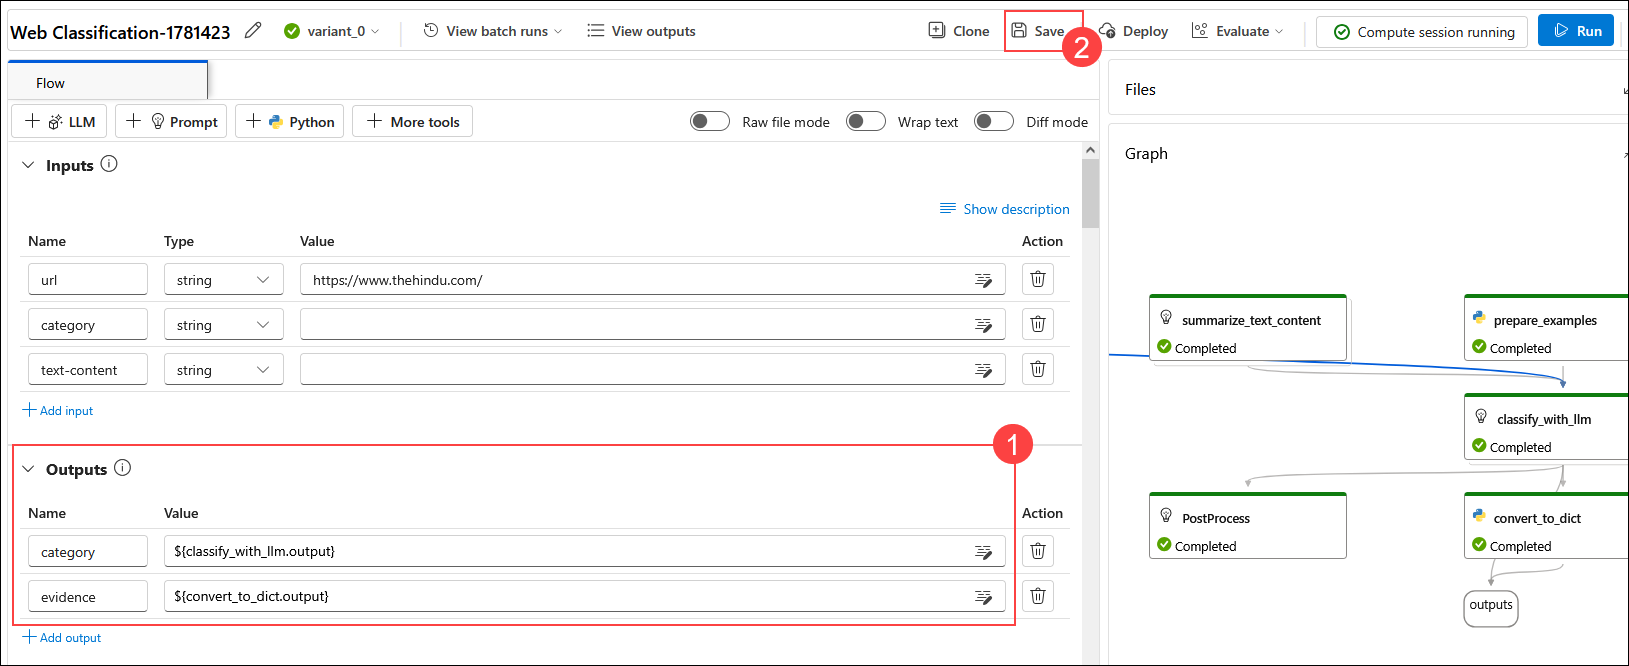 Web Classification-1781423 variant_0 View batch runs View outputs Clone Save Deploy Evaluate Compute session running Run
2
Flow
LLM Prompt Python More tools Raw file mode Wrap text Diff mode
Inputs
Show description
Name Type Value Action
url string https://www.thehindu.com/
category string
text-content string
Add input
1
Outputs
Name Value Action
category ${classify_with_llm.output}
evidence ${convert_to_dict.output}
Add output
Files
Graph
summarize_text_content
Completed
prepare_examples
Completed
classify_with_llm
Completed
PostProcess
Completed
convert_to_dict
Completed
outputs